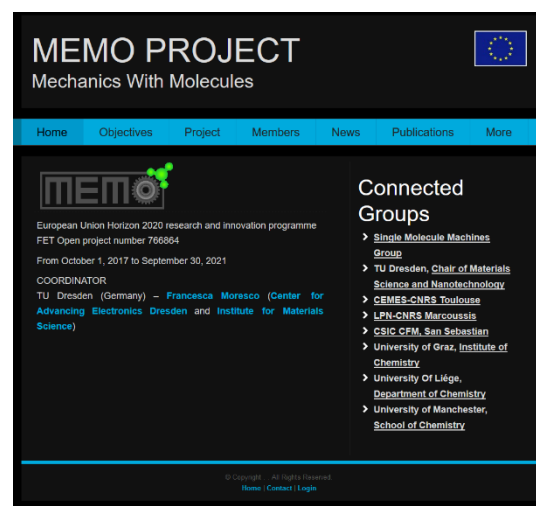 MEMO PROJECT
Mechanics With Molecules
Home Objectives Project Members News Publications More
memo
European Union Horizon 2020 research and innovation programme
FET Open project number 766864
From October 1, 2017 to September 30, 2021
COORDINATOR
TU Dresden (Germany) – Francesca Moresco (Center for
Advancing Electronics Dresden and Institute for Materials
Science)
Connected
Groups
Single Molecule Machines
Group
TU Dresden, Chair of Materials
Science and Nanotechnology
CEMES-CNRS Toulouse
LPN-CNRS Marcoussis
CSIC CFM, San Sebastian
University of Graz, Institute of
Chemistry
University Of Liége,
Department of Chemistry
University of Manchester,
School of Chemistry
© Copyright . . All Rights Reserved.
Home | Contact | Login